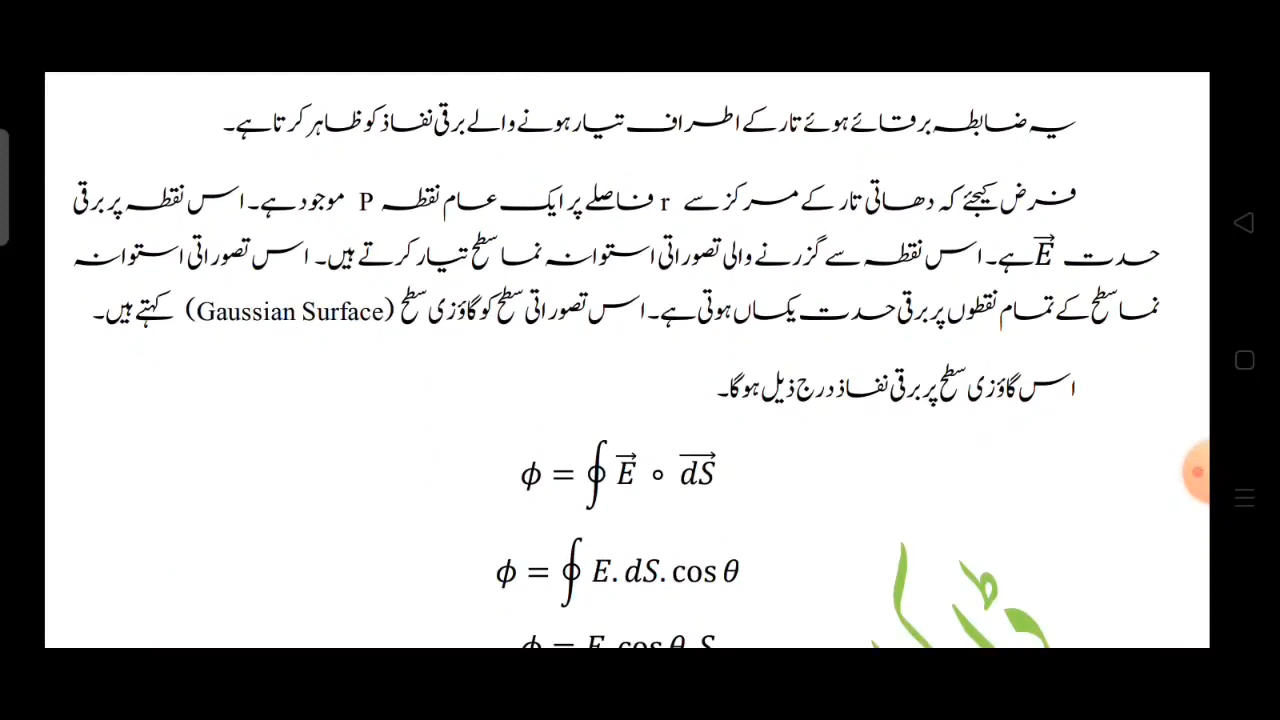 یہ ضابطہ برقائے ہوئے تار کے اطراف تیار ہونے والے برقی نفاذ کو ظاہر کرتا ہے۔
فرض کیجئے کہ دھاتی تار کے مرکز سے r فاصلے پر ایک عام نقطہ P موجود ہے۔ اس نقطہ پر برقی
حدت \vec{E} ہے۔ اس نقطہ سے گزرنے والی تصوراتی استوانہ نما سطح تیار کرتے ہیں۔ اس تصوراتی استوانہ
نما سطح کے تمام نقطوں پر برقی حدت یکساں ہوتی ہے۔ اس تصوراتی سطح کو گاؤزی سطح (Gaussian Surface) کہتے ہیں۔
اس گاؤزی سطح پر برقی نفاذ درج ذیل ہوگا۔
ϕ = ∮ \vec{E} ∘ \vec{dS}
ϕ = ∮ E. dS. cos θ
ϕ = E cos θ S